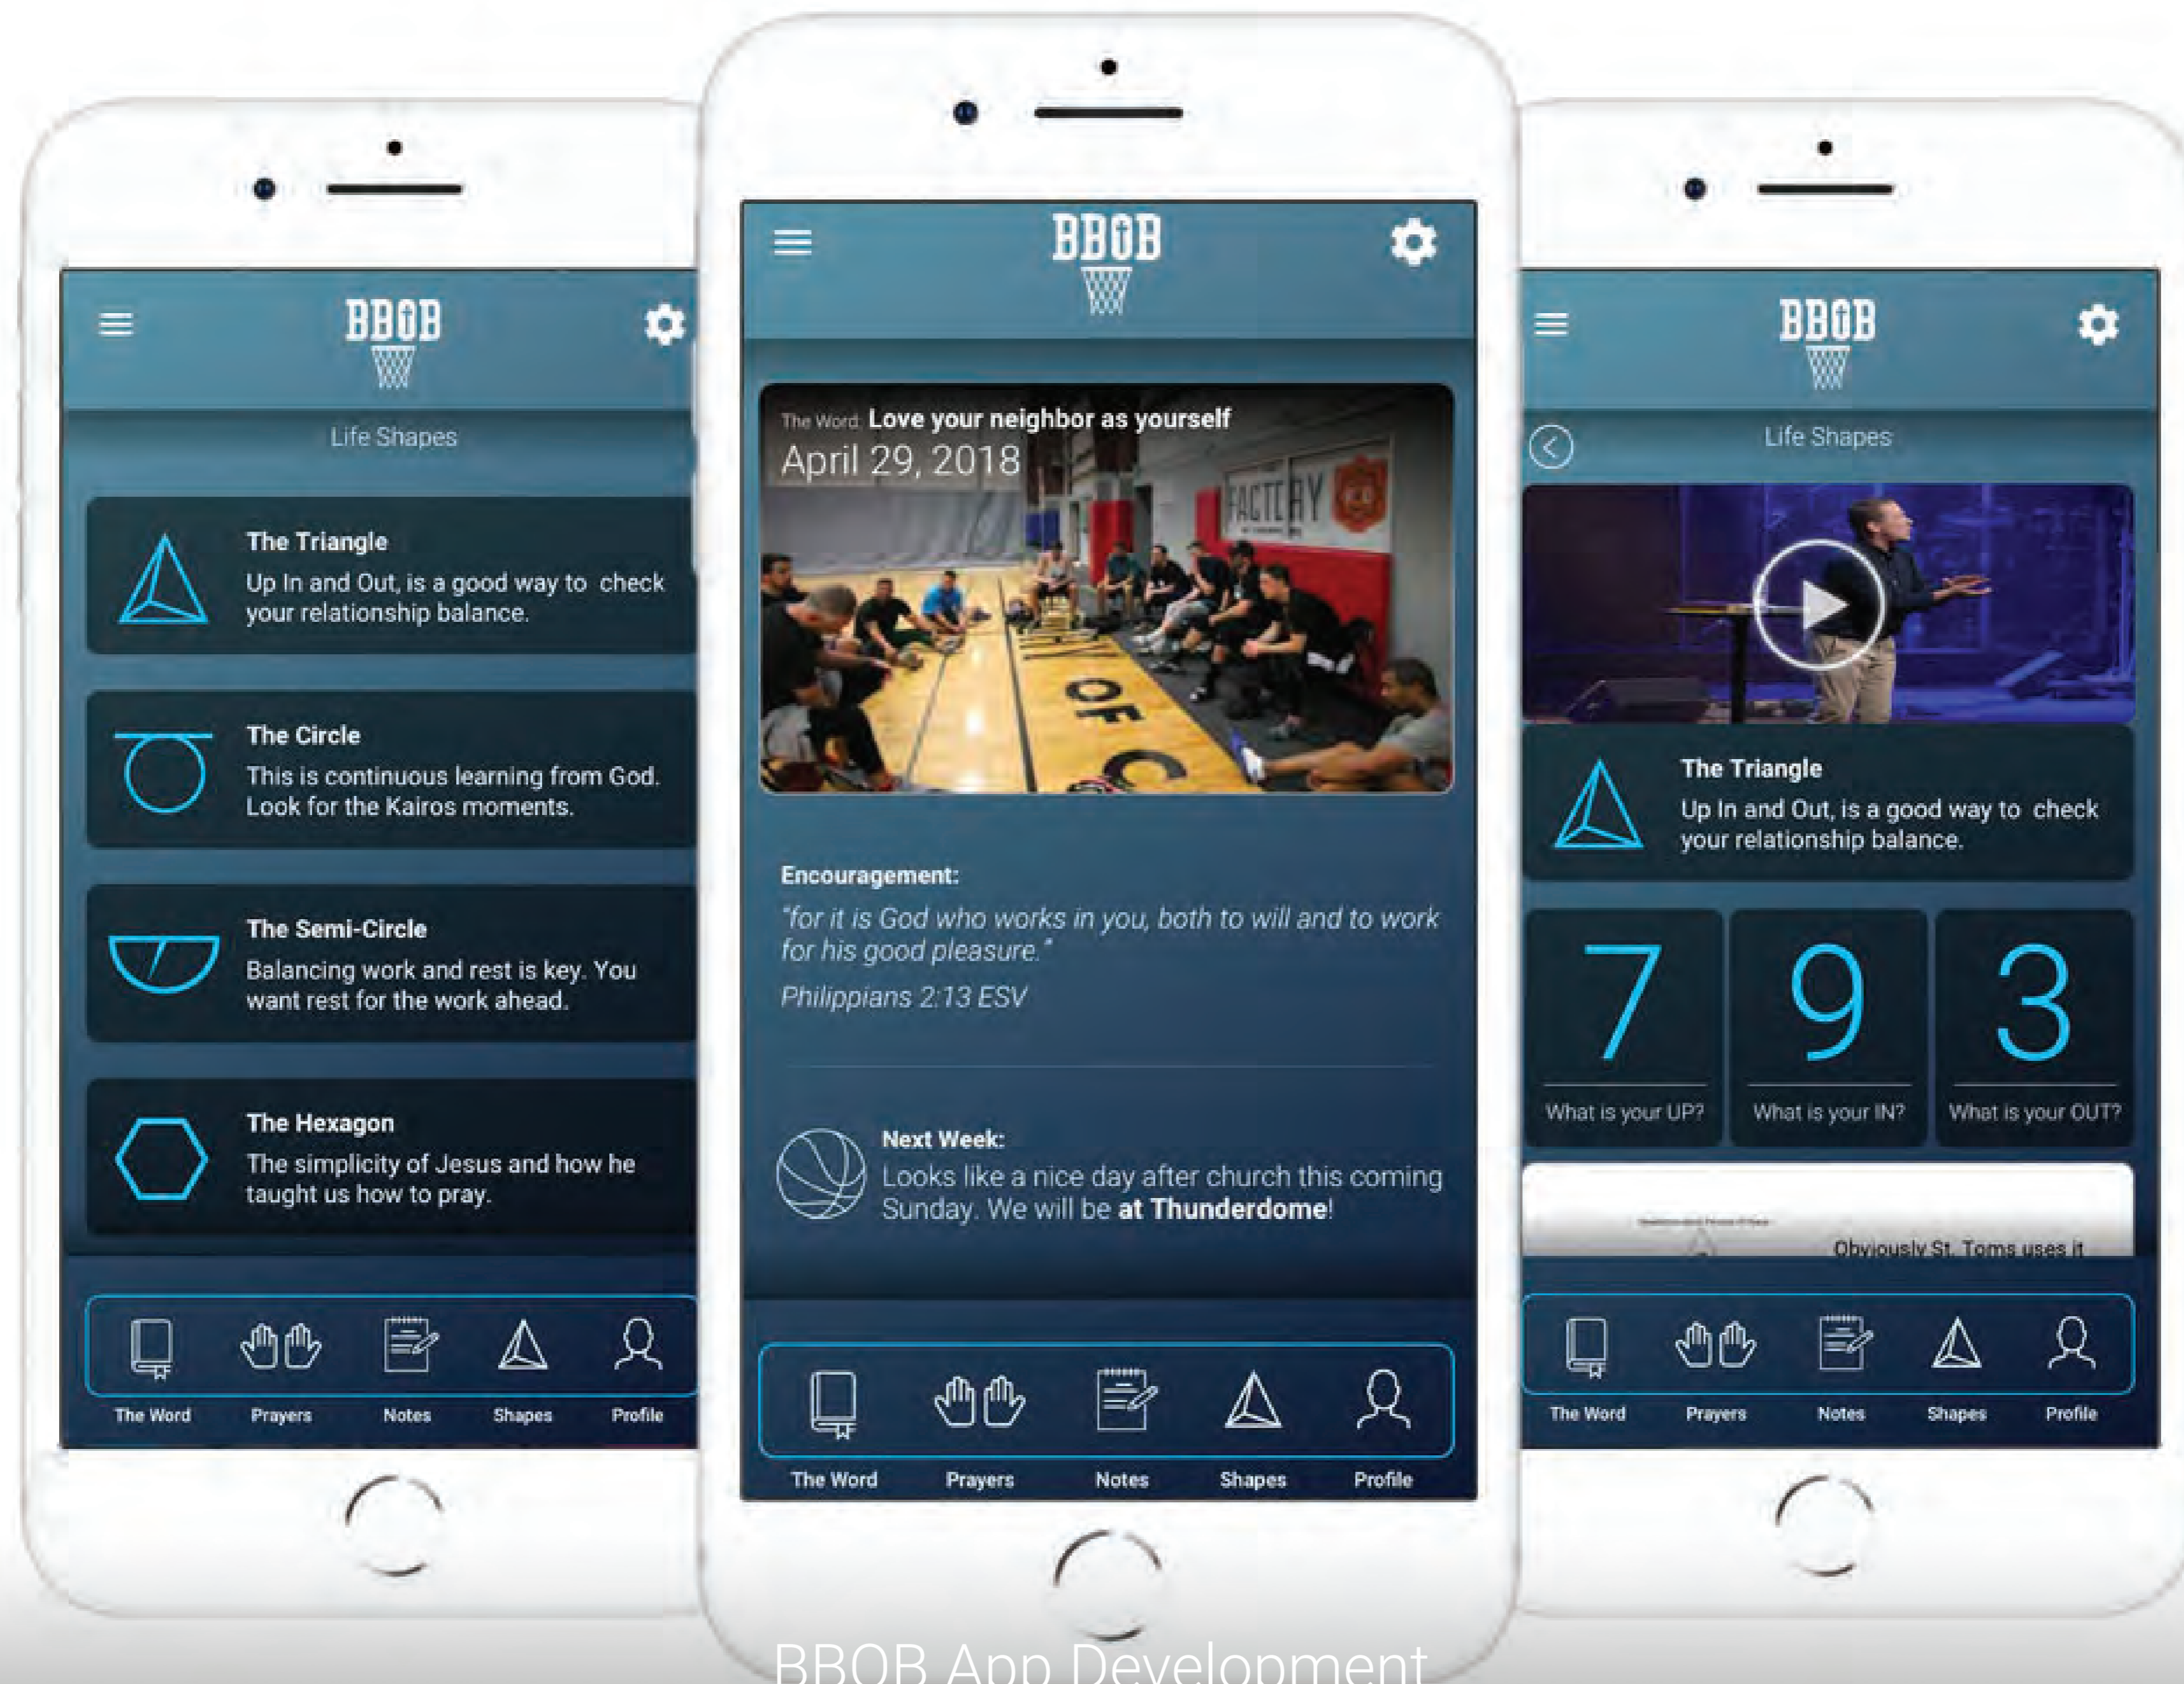 BBOB
Life Shapes
The Triangle
Up In and Out, is a good way to check
your relationship balance.
The Circle
This is continuous learning from God.
Look for the Kairos moments.
The Semi-Circle
Balancing work and rest is key. You
want rest for the work ahead.
The Hexagon
The simplicity of Jesus and how he
taught us how to pray.
The Word Prayers Notes Shapes Profile
BBOB
The Word: Love your neighbor as yourself
April 29, 2018
FACTORY
OF C
Encouragement:
"for it is God who works in you, both to will and to work
for his good pleasure."
Philippians 2:13 ESV
Next Week:
Looks like a nice day after church this coming
Sunday. We will be at Thunderdome!
The Word Prayers Notes Shapes Profile
BBOB
Life Shapes
The Triangle
Up In and Out, is a good way to check
your relationship balance.
7 9 3
What is your UP? What is your IN? What is your OUT?
Obviously St. Toms uses it
The Word Prayers Notes Shapes Profile
BBOB App Development